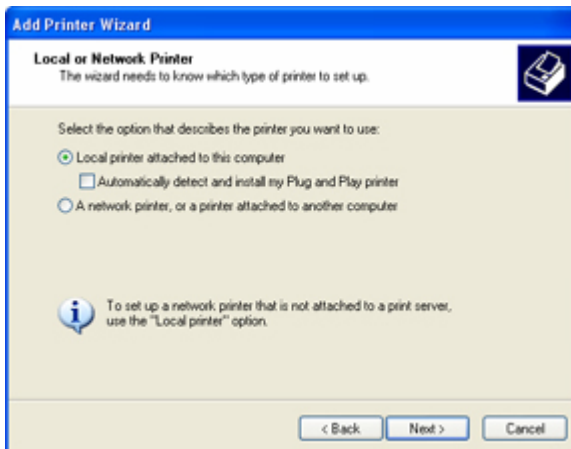 Add Printer Wizard
Local or Network Printer
The wizard needs to know which type of printer to set up.
Select the option that describes the printer you want to use:
Local printer attached to this computer
Automatically detect and install my Plug and Play printer
A network printer, or a printer attached to another computer
To set up a network printer that is not attached to a print server,
use the "Local printer" option.
< Back Next > Cancel